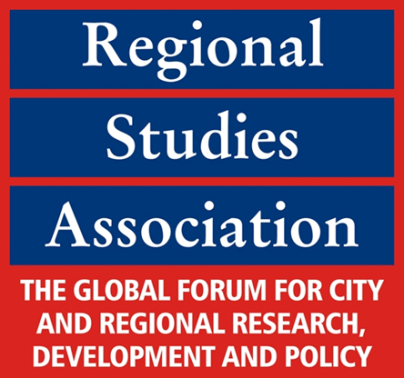 Regional
Studies
Association
THE GLOBAL FORUM FOR CITY
AND REGIONAL RESEARCH,
DEVELOPMENT AND POLICY